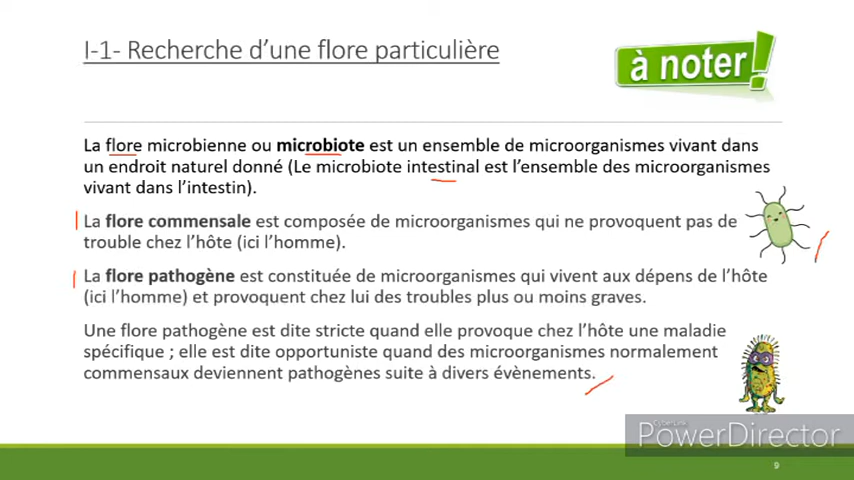 I-1- Recherche d’une flore particulière
à noter !
La flore microbienne ou microbiote est un ensemble de microorganismes vivant dans
un endroit naturel donné (Le microbiote intestinal est l’ensemble des microorganismes
vivant dans l’intestin).
La flore commensale est composée de microorganismes qui ne provoquent pas de
trouble chez l’hôte (ici l’homme).
La flore pathogène est constituée de microorganismes qui vivent aux dépens de l’hôte
(ici l’homme) et provoquent chez lui des troubles plus ou moins graves.
Une flore pathogène est dite stricte quand elle provoque chez l’hôte une maladie
spécifique ; elle est dite opportuniste quand des microorganismes normalement
commensaux deviennent pathogènes suite à divers évènements.
CyberLink
PowerDirector
9